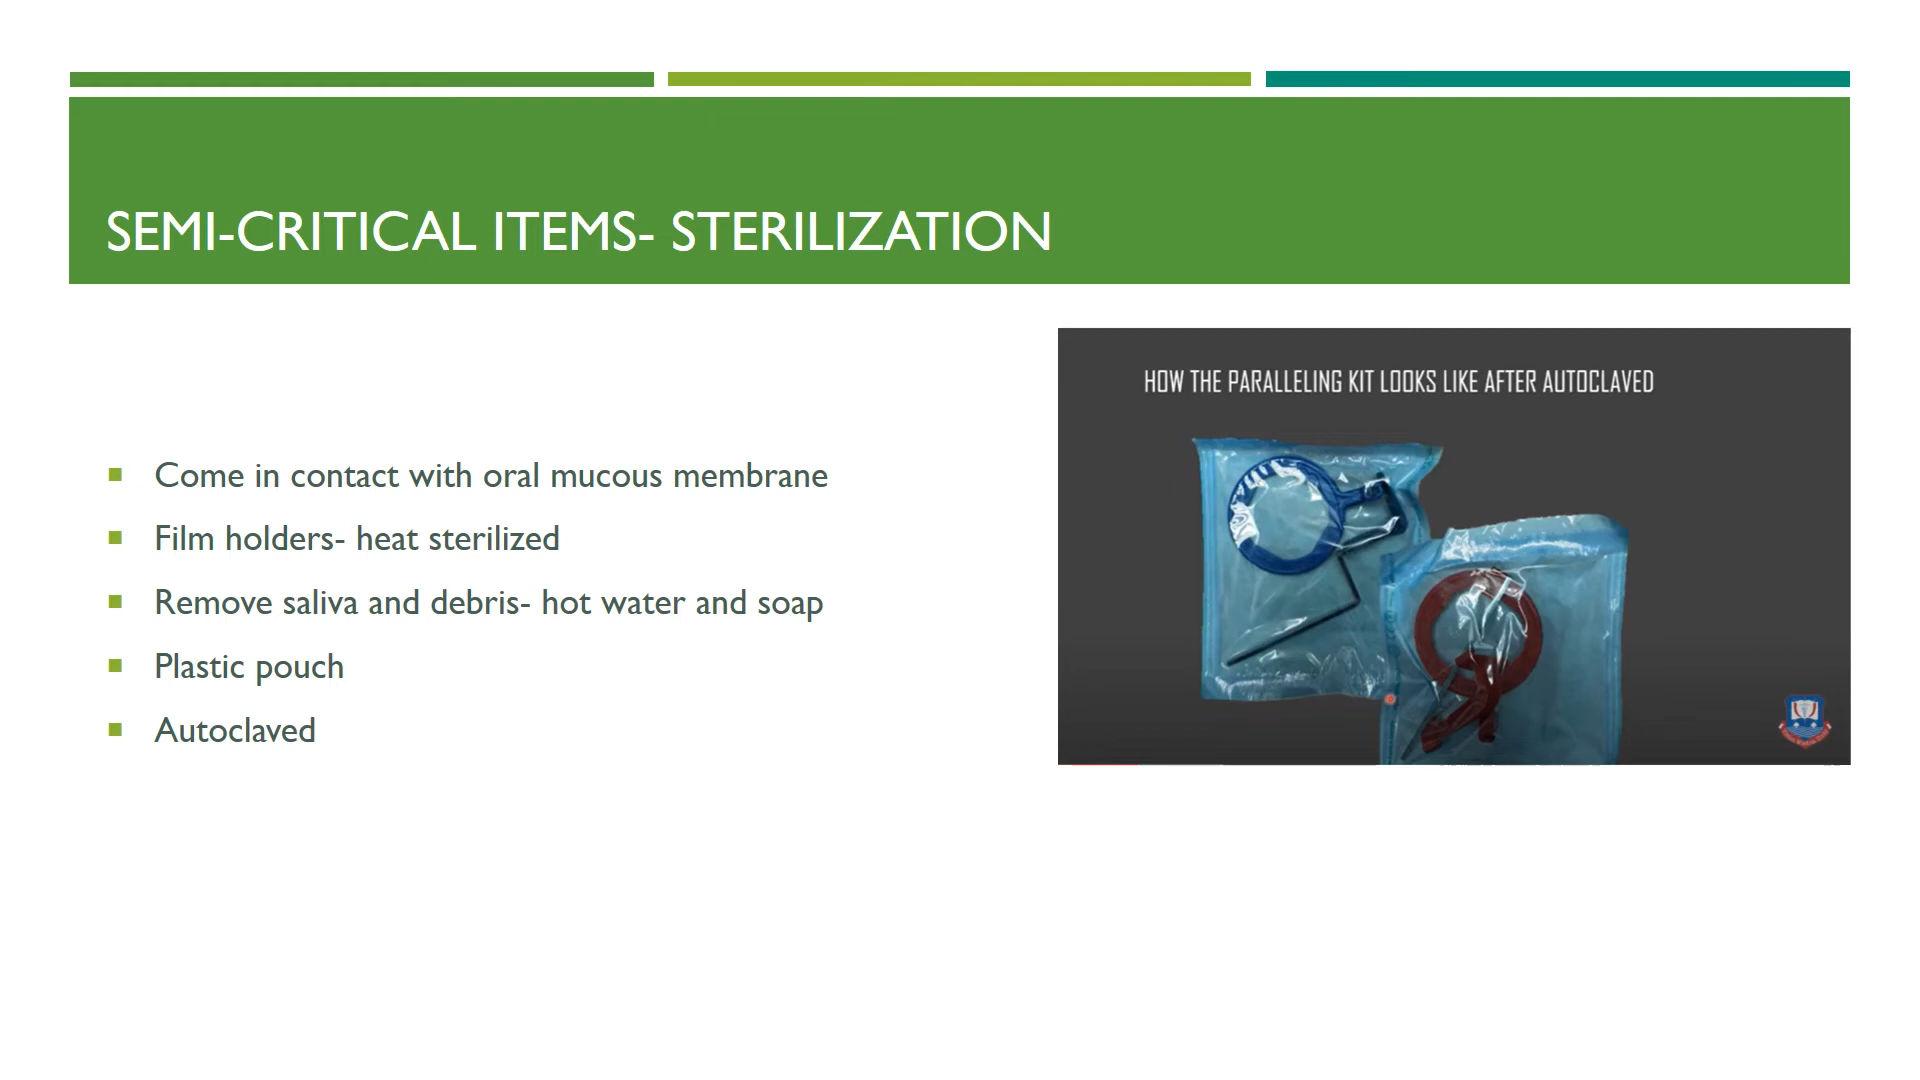 SEMI-CRITICAL ITEMS- STERILIZATION
Come in contact with oral mucous membrane
Film holders- heat sterilized
Remove saliva and debris- hot water and soap
Plastic pouch
Autoclaved
HOW THE PARALLELING KIT LOOKS LIKE AFTER AUTOCLAVED